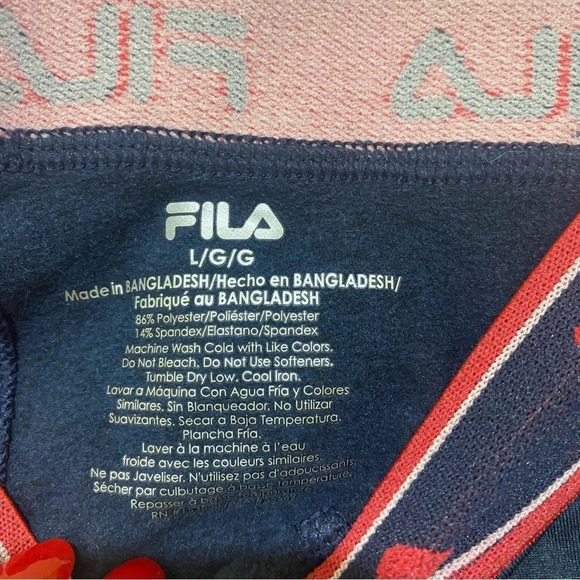 FILA
L/G/G
Made in BANGLADESH/Hecho en BANGLADESH/
Fabriqué au BANGLADESH
86% Polyester/Poliéster/Polyester
14% Spandex/Elastano/Spandex
Machine Wash Cold with Like Colors.
Do Not Bleach. Do Not Use Softeners.
Tumble Dry Low. Cool Iron.
Lavar a Máquina Con Agua Fría y Colores
Similares. Sin Blanqueador. No Utilizar
Suavizantes. Secar a Baja Temperatura.
Plancha Fría.
Laver à la machine à l'eau
froide avec les couleurs similaires.
Ne pas Javeliser. N'utilisez pas d'adoucissants.
Sécher par culbutage à basse température.
Repasser à
RN